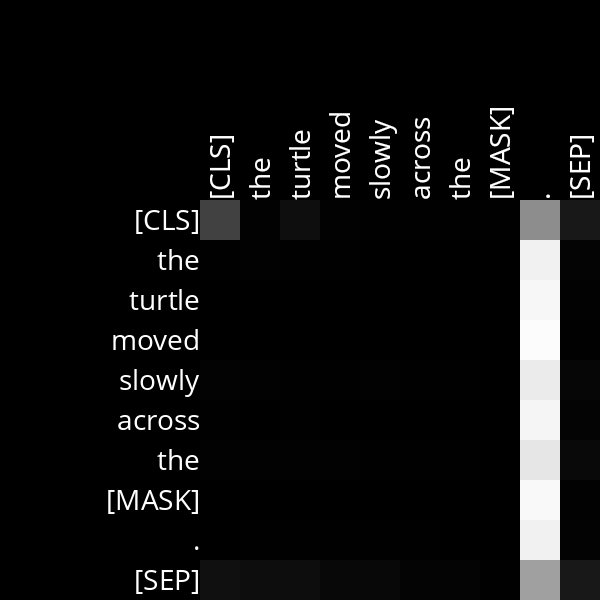 [CLS] the turtle moved slowly across the [MASK] . [SEP]
[CLS]
the
turtle
moved
slowly
across
the
[MASK]
.
[SEP]